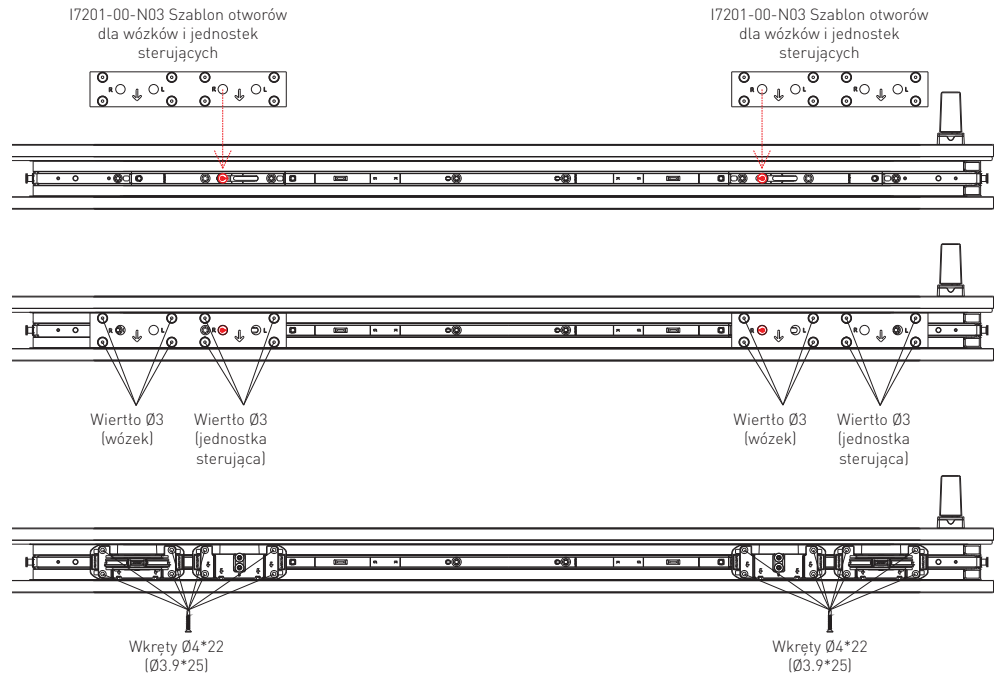 I7201-00-N03 Szablon otworów
dla wózków i jednostek
sterujących
I7201-00-N03 Szablon otworów
dla wózków i jednostek
sterujących
R L R L
R L R L
R L R L
R L R L
Wiertło Ø3
(wózek)
Wiertło Ø3
(jednostka
sterująca)
Wiertło Ø3
(wózek)
Wiertło Ø3
(jednostka
sterująca)
Wkręty Ø4*22
(Ø3.9*25)
Wkręty Ø4*22
(Ø3.9*25)